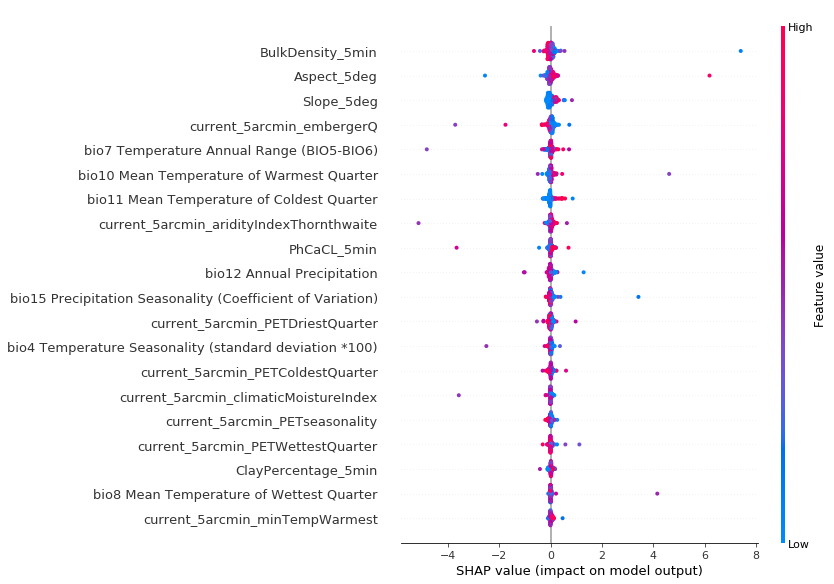 High
BulkDensity_5min
Aspect_5deg
Slope_5deg
current_5arcmin_embergerQ
bio7 Temperature Annual Range (BIO5-BIO6)
bio10 Mean Temperature of Warmest Quarter
bio11 Mean Temperature of Coldest Quarter
current_5arcmin_aridityIndexThornthwaite
PhCaCL_5min
bio12 Annual Precipitation
bio15 Precipitation Seasonality (Coefficient of Variation)
current_5arcmin_PETDriestQuarter
bio4 Temperature Seasonality (standard deviation *100)
current_5arcmin_PETColdestQuarter
current_5arcmin_climaticMoistureIndex
current_5arcmin_PETseasonality
current_5arcmin_PETWettestQuarter
ClayPercentage_5min
bio8 Mean Temperature of Wettest Quarter
current_5arcmin_minTempWarmest
Feature value
Low
−4 −2 0 2 4 6 8
SHAP value (impact on model output)